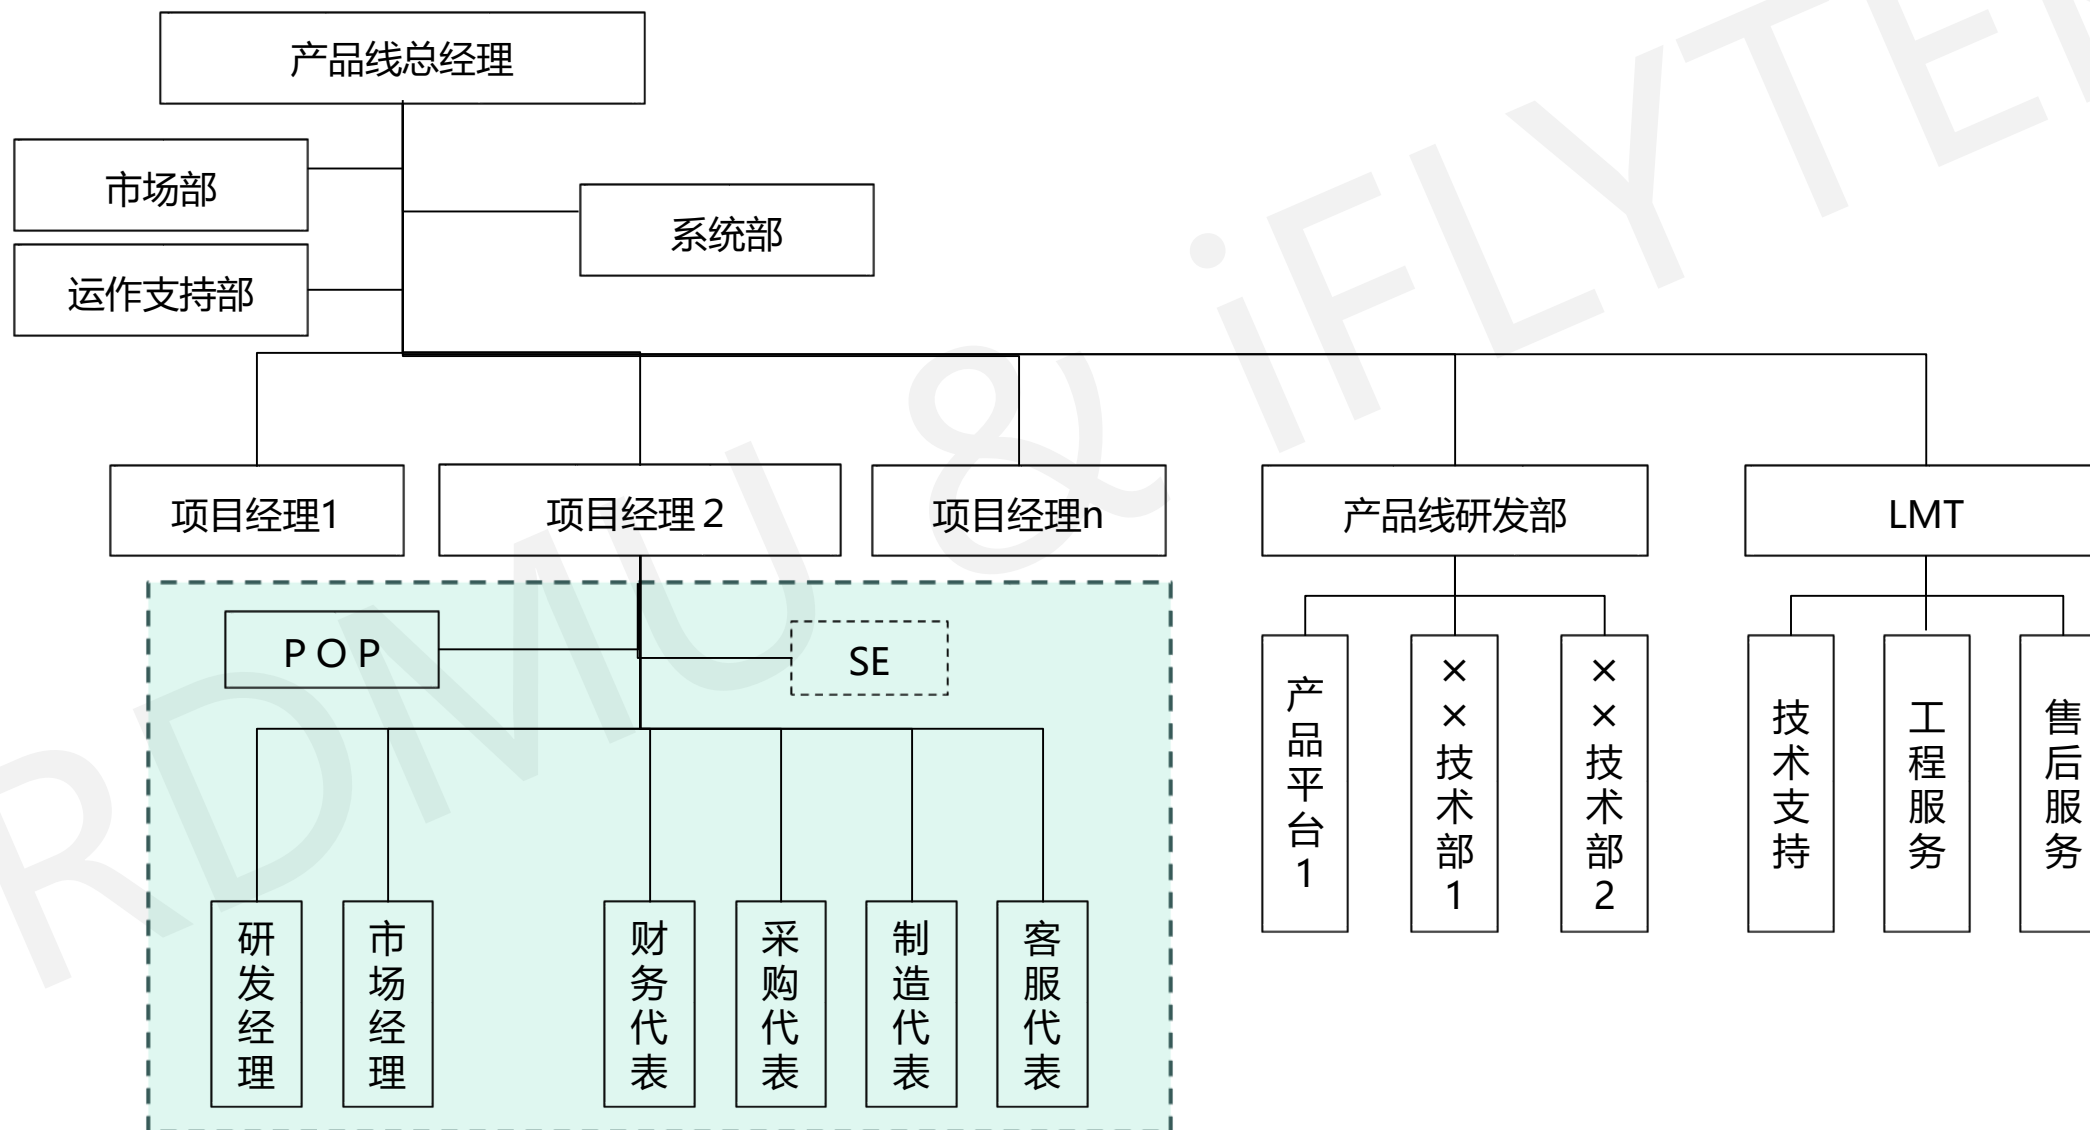 产品线总经理
市场部
系统部
运作支持部
项目经理1
项目经理２
项目经理n
产品线研发部
LMT
P O P
SE
产品平台1
××技术部1
××技术部2
技术支持
工程服务
售后服务
研发经理
市场经理
财务代表
采购代表
制造代表
客服代表
RDMU & iFLYTE